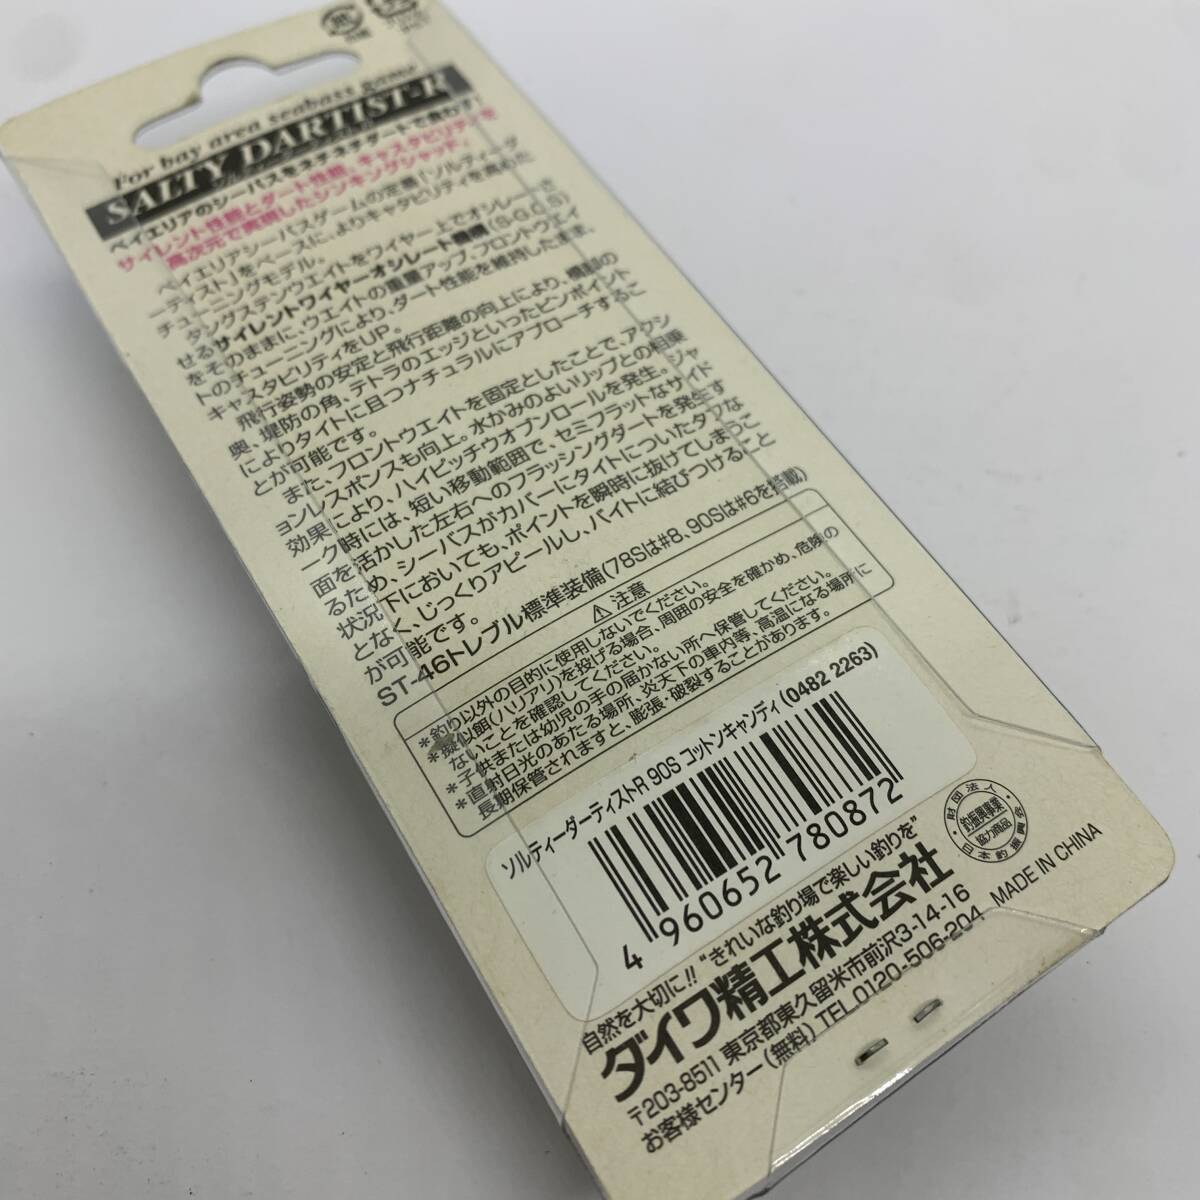 For bay area seabass game
SALTY DARTIST-R
ベイエリアのシーバスをネチネチダートで食わす!
サイレント性能とダート性能、キャスタビリティを
高次元で実現したシンキングシャッド。
ベイエリアシーバスゲームの定番「ソルティーダ
ーティスト」をベースに、よりキャタビリティを高めた
チューニングモデル。
タングステンウエイトをワイヤー上でオシレートさ
せるサイレントワイヤーオシレート機構(S-G.C.S)
をそのままに、ウエイトの重量アップ、フロントウエイ
トのチューニングにより、ダート性能を維持したまま、
キャスタビリティをUP。
飛行姿勢の安定と飛行距離の向上により、橋脚の
奥、堤防の角、テトラのエッジといったピンポイント
によりタイトに且つナチュラルにアプローチするこ
とが可能です。
また、フロントウエイトを固定としたことで、アクシ
ョンレスポンスも向上。水かみのよいリップとの相乗
効果により、ハイピッチウオブンロールを発生。ジャ
ーク時には、短い移動範囲で、セミフラットなサイド
面を活かした左右へのフラッシングダートを発生す
るため、シーバスがカバーにタイトについたタフな
状況下においても、ポイントを瞬時に抜けてしまうこ
となく、じっくりアピールし、バイトに結びつけること
が可能です。
ST-46トレブル標準装備(78Sは#8、90Sは#6を搭載)
⚠注意
*釣り以外の目的に使用しないでください。
*擬似餌(ハリアリ)を投げる場合、周囲の安全を確かめ、危険の
ないことを確認してください。
*子供または幼児の手の届かない所へ保管してください。
*直射日光のあたる場所、炎天下の車内等、高温になる場所に
長期保管されますと、膨張・破裂することがあります。
ソルティーダーティストR 90S コットンキャンディ(0482 2263)
4 960652 780872
財団法人
釣振興事業
協力商品
日本釣振興会
自然を大切に!!"きれいな釣り場で楽しい釣りを"
ダイワ精工株式会社
〒203-8511 東京都東久留米市前沢3-14-16
お客様センター(無料) TEL.0120-506-204 MADE IN CHINA